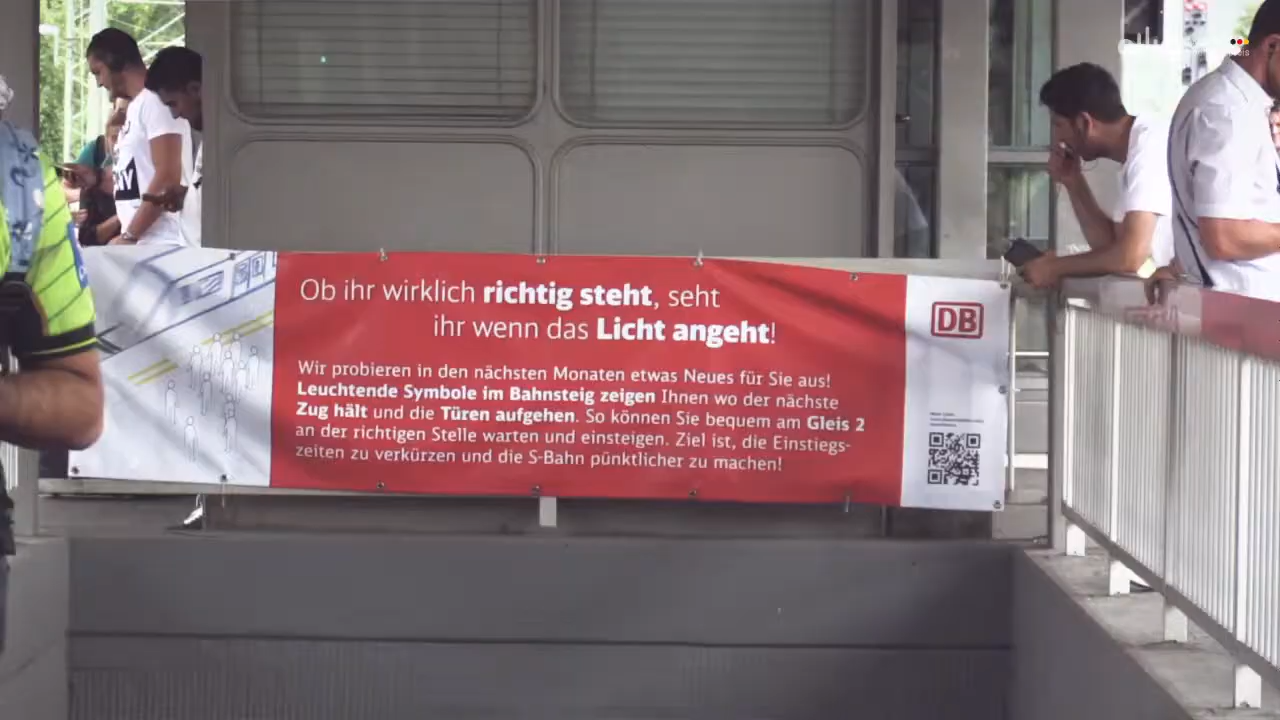 Ob ihr wirklich richtig steht, seht
ihr wenn das Licht angeht!
Wir probieren in den nächsten Monaten etwas Neues für Sie aus!
Leuchtende Symbole im Bahnsteig zeigen Ihnen wo der nächste
Zug hält und die Türen aufgehen. So können Sie bequem am Gleis 2
an der richtigen Stelle warten und einsteigen. Ziel ist, die Einstiegs-
zeiten zu verkürzen und die S-Bahn pünktlicher zu machen!
DB